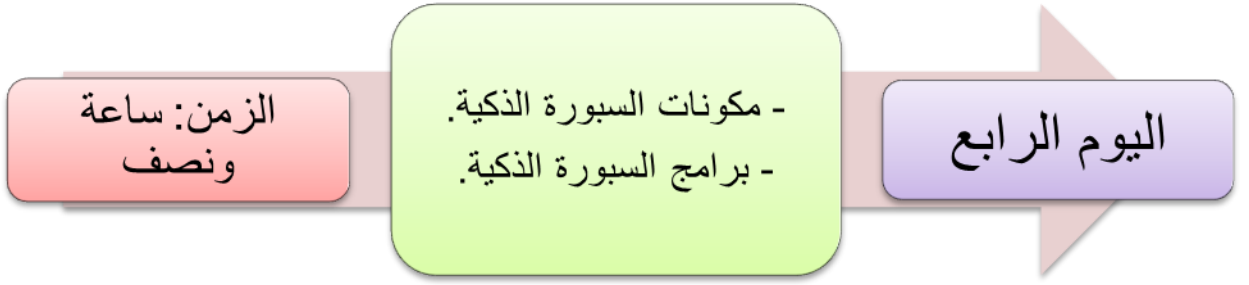 اليوم الرابع
- مكونات السبورة الذكية.
- برامج السبورة الذكية.
الزمن: ساعة
ونصف